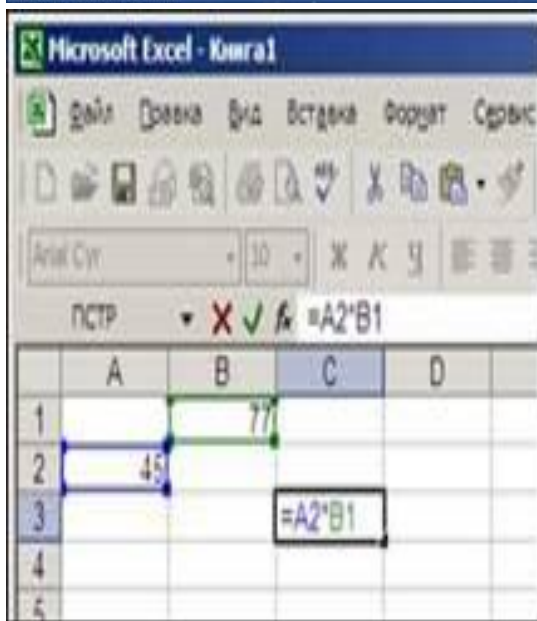 Microsoft Excel - Книга1
Файл Правка Вид Вставка Формат Сервис
Arial Cyr 10 Ж К Ч
ПСТР fx =A2*B1
A B C D
1 77
2 45
3 =A2*B1
4
5